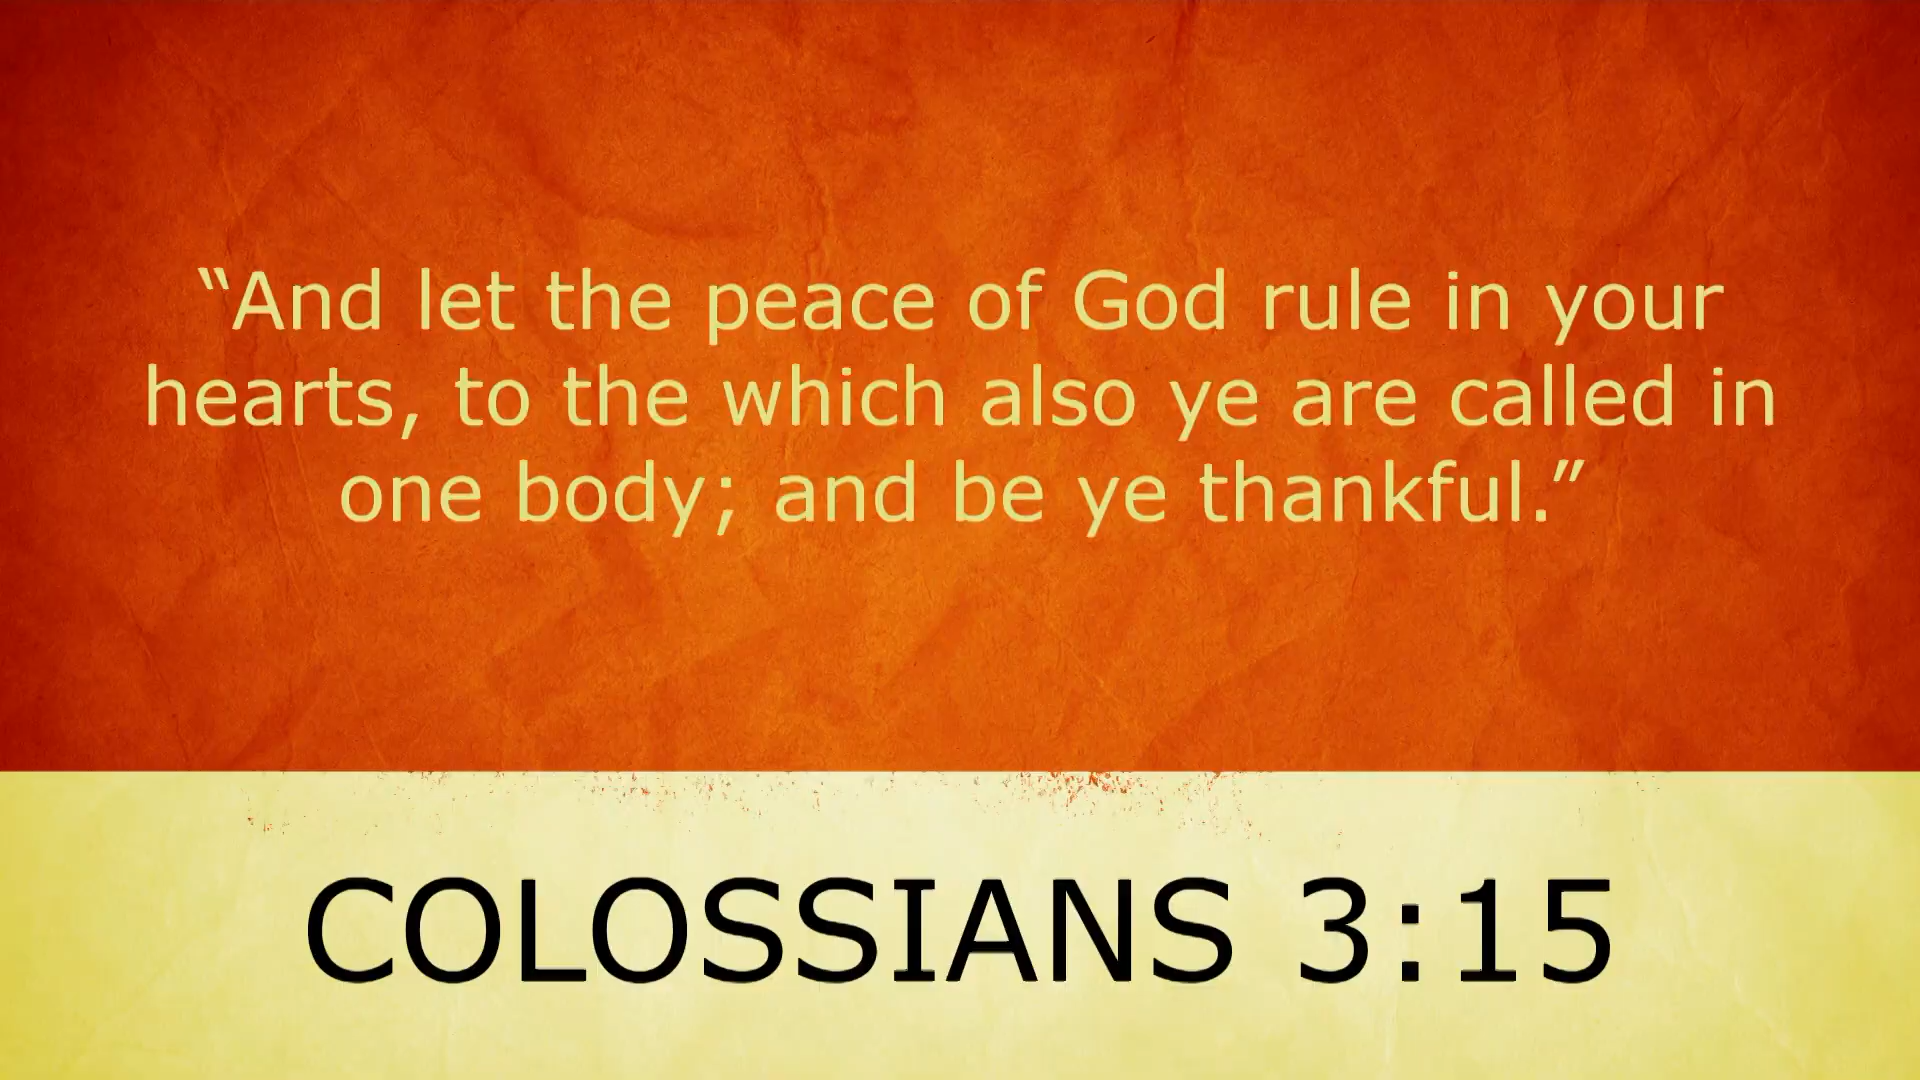 “And let the peace of God rule in your
hearts, to the which also ye are called in
one body; and be ye thankful.”
COLOSSIANS 3:15